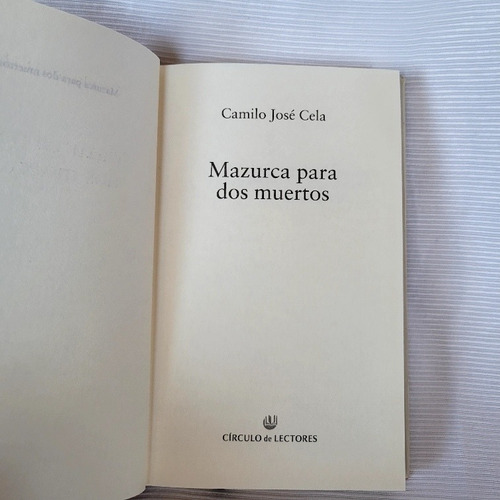 Camilo José Cela
Mazurca para
dos muertos
CÍRCULO de LECTORES